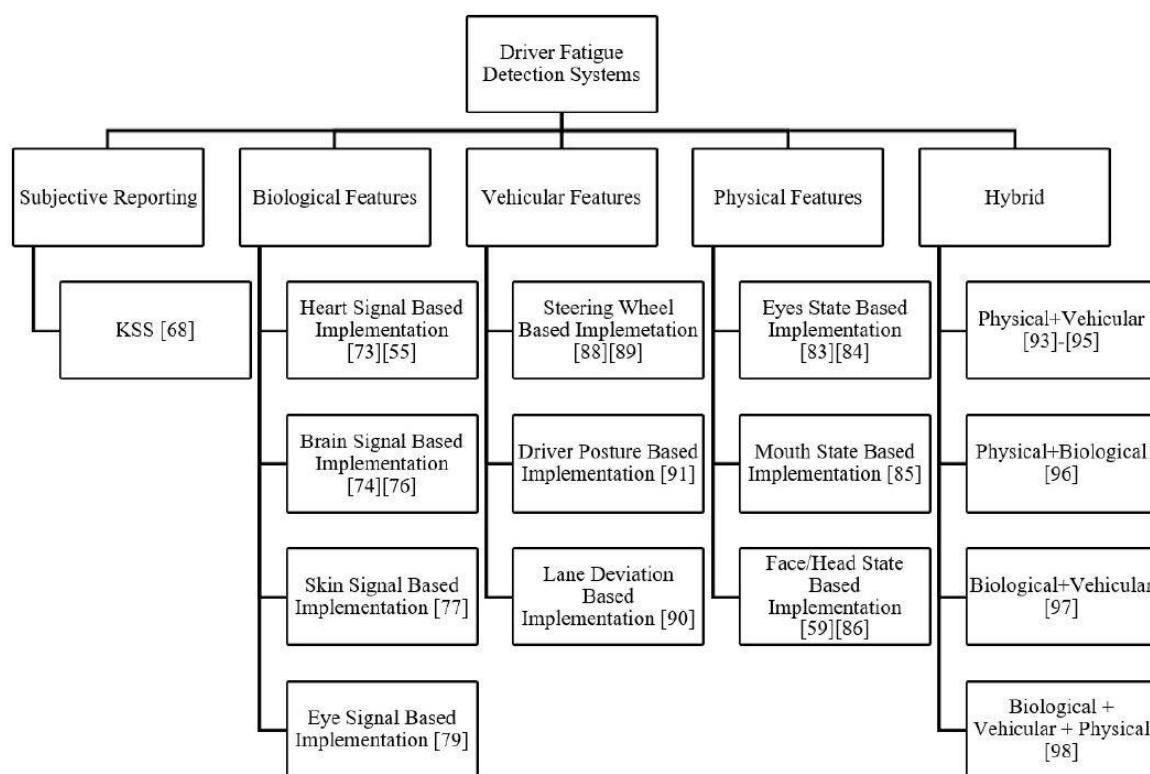 Driver Fatigue
Detection Systems
Subjective Reporting
Biological Features
Vehicular Features
Physical Features
Hybrid
KSS [68]
Heart Signal Based
Implementation
[73][55]
Brain Signal Based
Implementation
[74][76]
Skin Signal Based
Implementation [77]
Eye Signal Based
Implementation [79]
Steering Wheel
Based Implemetation
[88][89]
Driver Posture Based
Implementation [91]
Lane Deviation
Based
Implementation [90]
Eyes State Based
Implementation
[83][84]
Mouth State Based
Implementation [85]
Face/Head State
Based
Implementation
[59][86]
Physical+Vehicular
[93]-[95]
Physical+Biological
[96]
Biological+Vehicular
[97]
Biological +
Vehicular + Physical
[98]